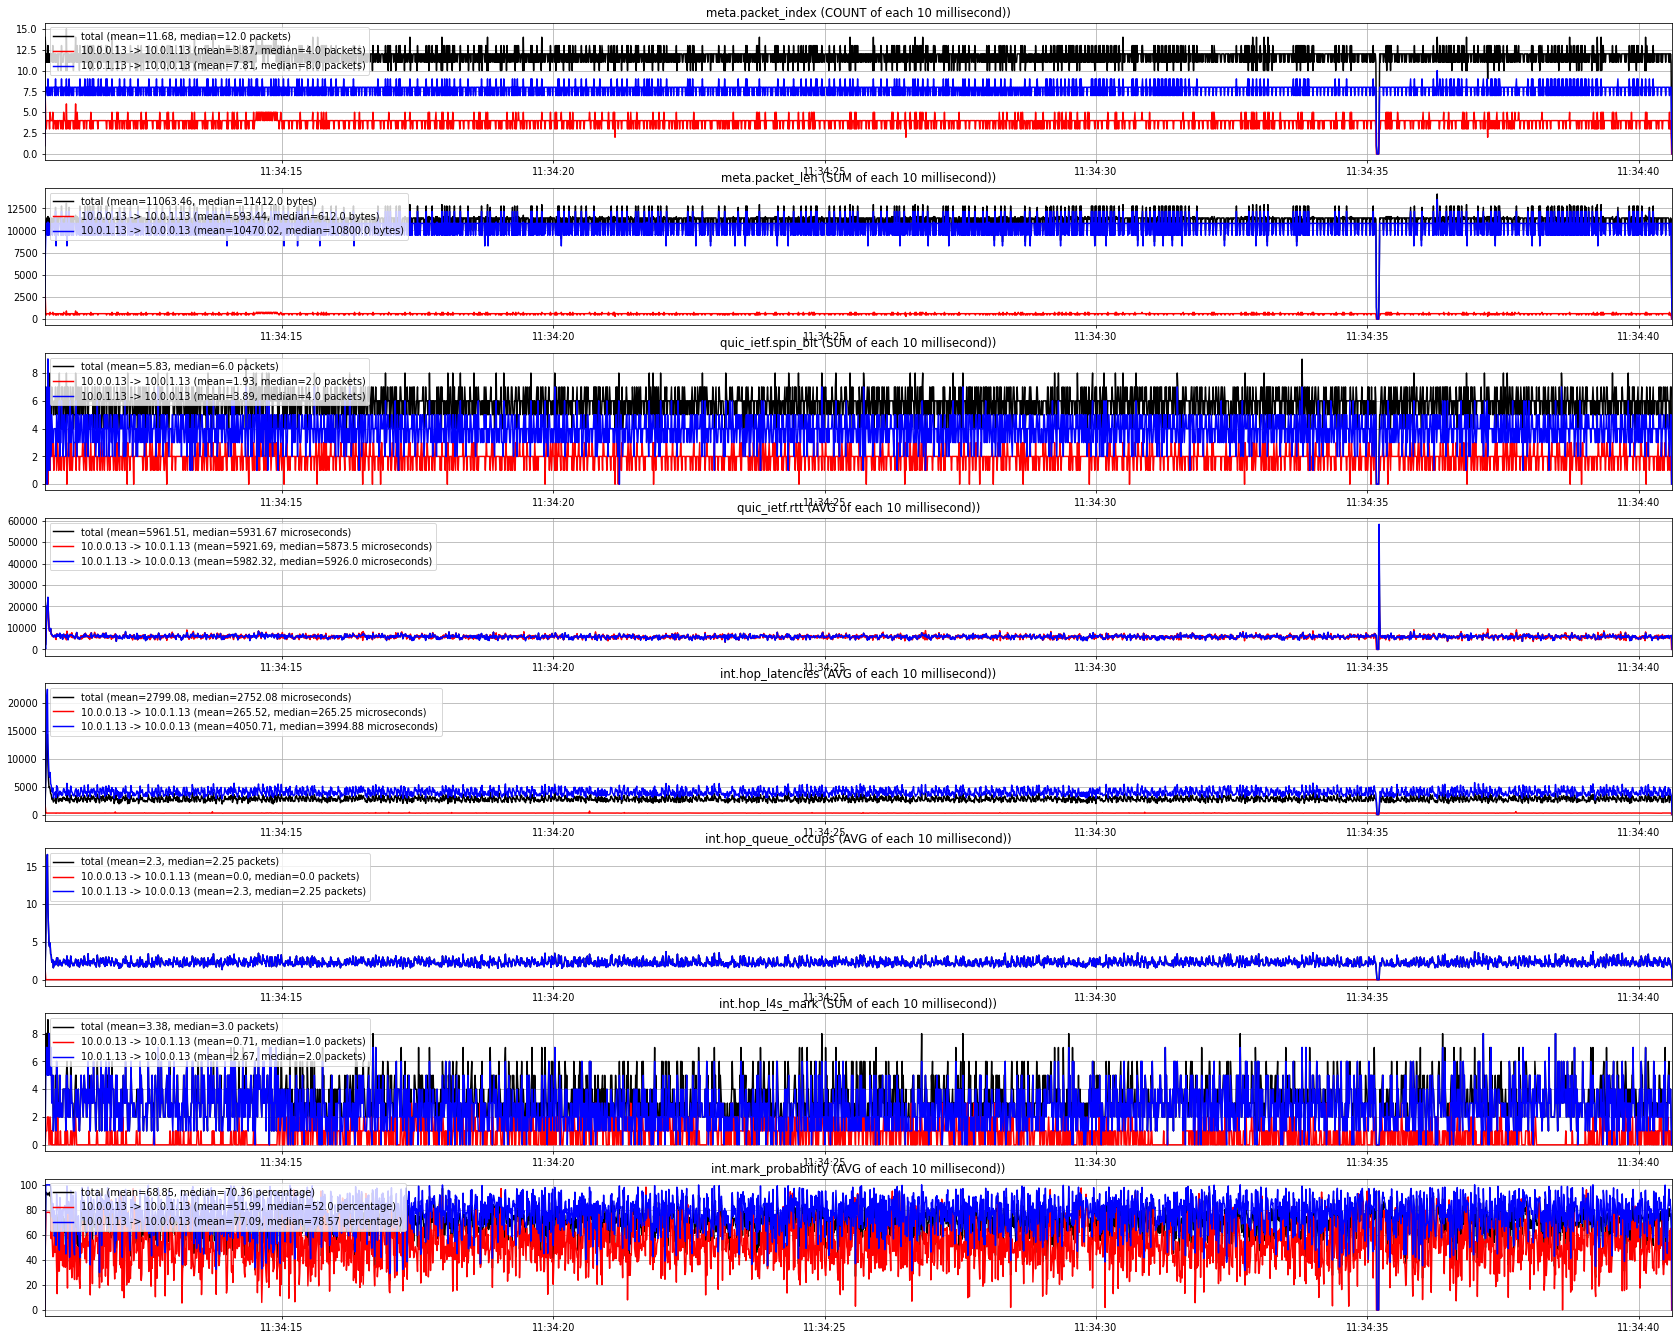 meta.packet_index (COUNT of each 10 millisecond))
15.0
12.5
10.0
7.5
5.0
2.5
0.0
total (mean=11.68, median=12.0 packets)
10.0.0.13 -> 10.0.1.13 (mean=3.87, median=4.0 packets)
10.0.1.13 -> 10.0.0.13 (mean=7.81, median=8.0 packets)
11:34:15 11:34:20 11:34:25 11:34:30 11:34:35 11:34:40
meta.packet_len (SUM of each 10 millisecond))
12500
10000
7500
5000
2500
0
total (mean=11063.46, median=11412.0 bytes)
10.0.0.13 -> 10.0.1.13 (mean=593.44, median=612.0 bytes)
10.0.1.13 -> 10.0.0.13 (mean=10470.02, median=10800.0 bytes)
11:34:15 11:34:20 11:34:25 11:34:30 11:34:35 11:34:40
quic_ietf.spin_bit (SUM of each 10 millisecond))
8
6
4
2
0
total (mean=5.83, median=6.0 packets)
10.0.0.13 -> 10.0.1.13 (mean=1.93, median=2.0 packets)
10.0.1.13 -> 10.0.0.13 (mean=3.89, median=4.0 packets)
11:34:15 11:34:20 11:34:25 11:34:30 11:34:35 11:34:40
quic_ietf.rtt (AVG of each 10 millisecond))
60000
50000
40000
30000
20000
10000
0
total (mean=5961.51, median=5931.67 microseconds)
10.0.0.13 -> 10.0.1.13 (mean=5921.69, median=5873.5 microseconds)
10.0.1.13 -> 10.0.0.13 (mean=5982.32, median=5926.0 microseconds)
11:34:15 11:34:20 11:34:25 11:34:30 11:34:35 11:34:40
int.hop_latencies (AVG of each 10 millisecond))
20000
15000
10000
5000
0
total (mean=2799.08, median=2752.08 microseconds)
10.0.0.13 -> 10.0.1.13 (mean=265.52, median=265.25 microseconds)
10.0.1.13 -> 10.0.0.13 (mean=4050.71, median=3994.88 microseconds)
11:34:15 11:34:20 11:34:25 11:34:30 11:34:35 11:34:40
int.hop_queue_occups (AVG of each 10 millisecond))
15
10
5
0
total (mean=2.3, median=2.25 packets)
10.0.0.13 -> 10.0.1.13 (mean=0.0, median=0.0 packets)
10.0.1.13 -> 10.0.0.13 (mean=2.3, median=2.25 packets)
11:34:15 11:34:20 11:34:25 11:34:30 11:34:35 11:34:40
int.hop_l4s_mark (SUM of each 10 millisecond))
8
6
4
2
0
total (mean=3.38, median=3.0 packets)
10.0.0.13 -> 10.0.1.13 (mean=0.71, median=1.0 packets)
10.0.1.13 -> 10.0.0.13 (mean=2.67, median=2.0 packets)
11:34:15 11:34:20 11:34:25 11:34:30 11:34:35 11:34:40
int.mark_probability (AVG of each 10 millisecond))
100
80
60
40
20
0
total (mean=68.85, median=70.36 percentage)
10.0.0.13 -> 10.0.1.13 (mean=51.99, median=52.0 percentage)
10.0.1.13 -> 10.0.0.13 (mean=77.09, median=78.57 percentage)
11:34:15 11:34:20 11:34:25 11:34:30 11:34:35 11:34:40